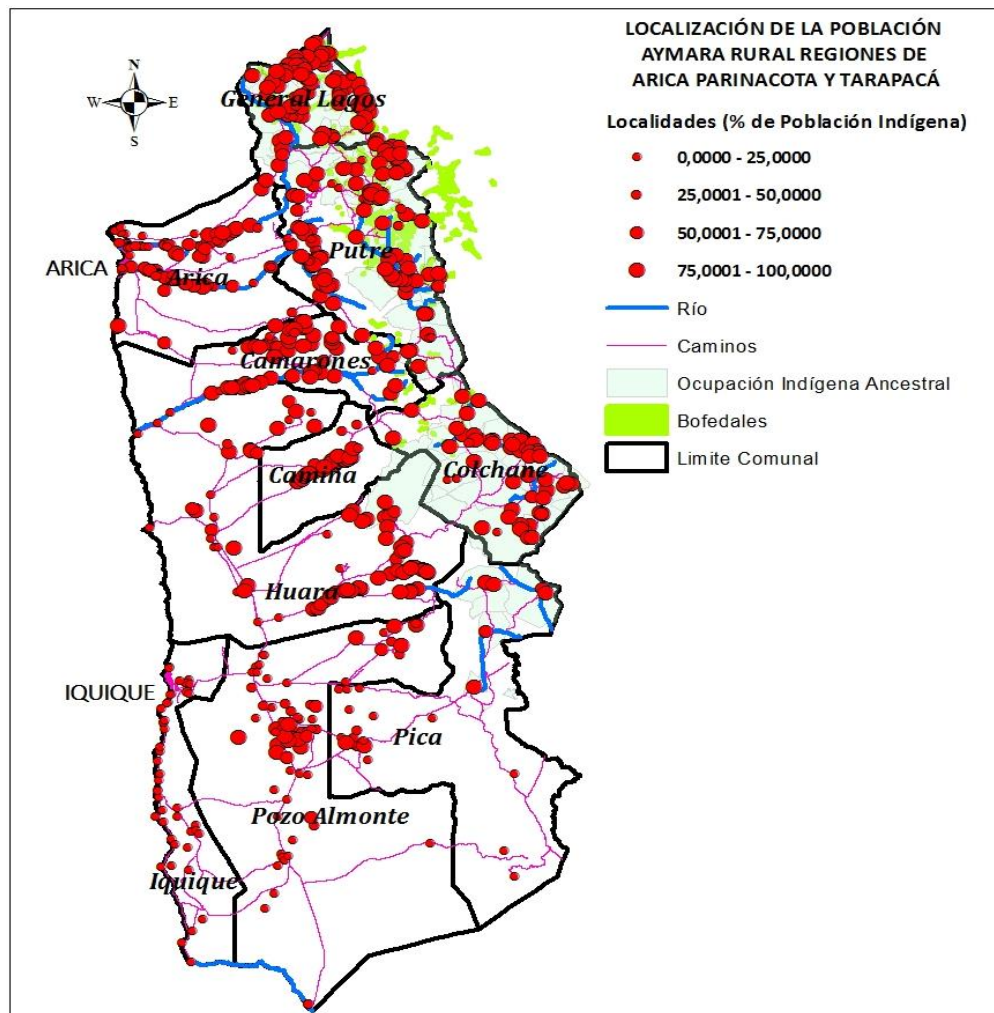 LOCALIZACIÓN DE LA POBLACIÓN
AYMARA RURAL REGIONES DE
ARICA PARINACOTA Y TARAPACÁ
Localidades (% de Población Indígena)
0,0000 - 25,0000
25,0001 - 50,0000
50,0001 - 75,0000
75,0001 - 100,0000
Río
Caminos
Ocupación Indígena Ancestral
Bofedales
Limite Comunal
N
W
E
S
General Lagos
Putre
ARICA
Arica
Camarones
Camiña
Colchane
Huara
IQUIQUE
Pica
Pozo Almonte
Iquique